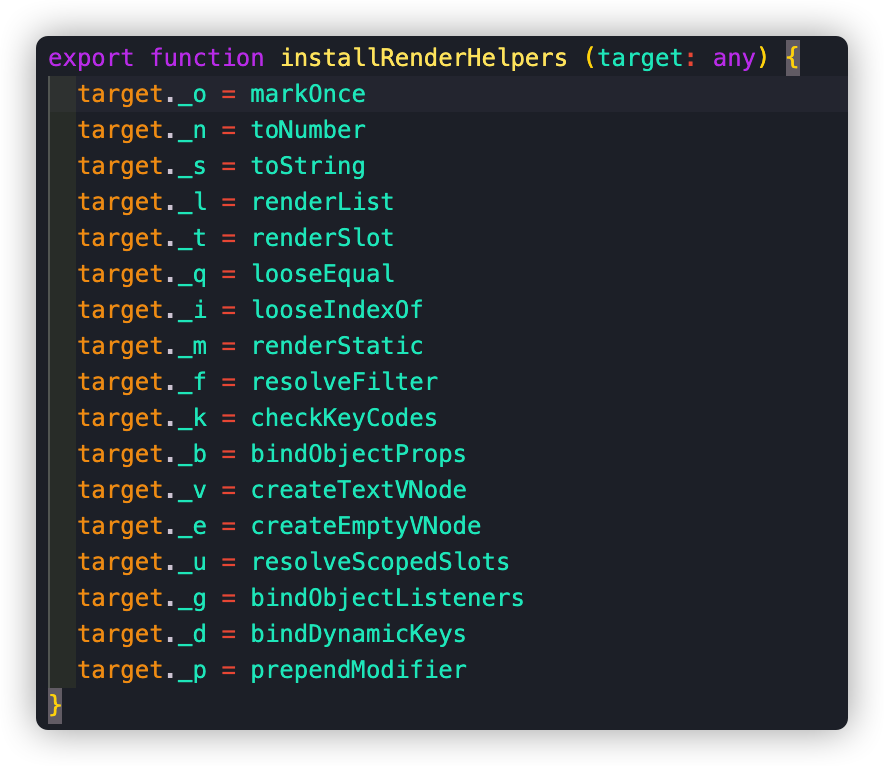 export function installRenderHelpers (target: any) {
  target._o = markOnce
  target._n = toNumber
  target._s = toString
  target._l = renderList
  target._t = renderSlot
  target._q = looseEqual
  target._i = looseIndexOf
  target._m = renderStatic
  target._f = resolveFilter
  target._k = checkKeyCodes
  target._b = bindObjectProps
  target._v = createTextVNode
  target._e = createEmptyVNode
  target._u = resolveScopedSlots
  target._g = bindObjectListeners
  target._d = bindDynamicKeys
  target._p = prependModifier
}